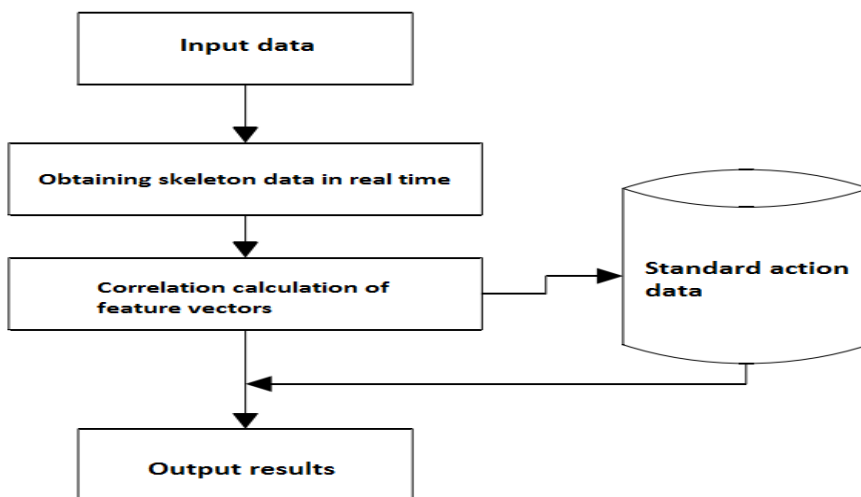 Input data
Obtaining skeleton data in real time
Correlation calculation of
feature vectors
Standard action
data
Output results